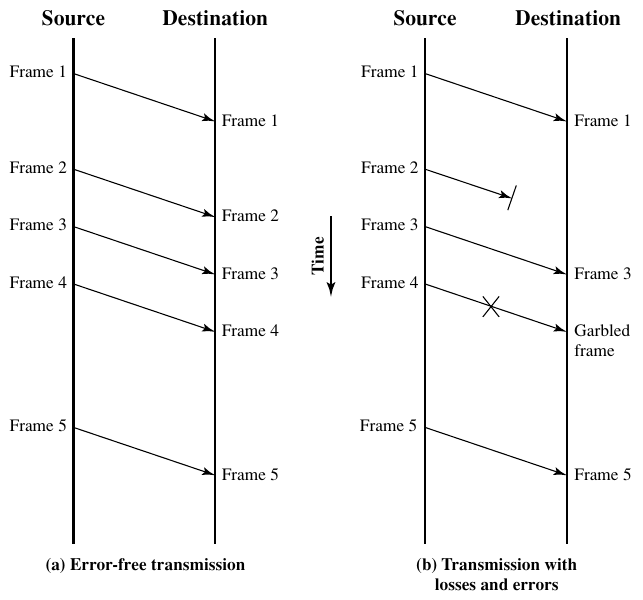 Source
Destination
Frame 1
Frame 1
Frame 2
Frame 2
Frame 3
Frame 3
Frame 4
Frame 4
Frame 5
Frame 5
(a) Error-free transmission
Time
Source
Destination
Frame 1
Frame 1
Frame 2
Frame 3
Frame 3
Frame 4
Garbled
frame
Frame 5
Frame 5
(b) Transmission with
losses and errors